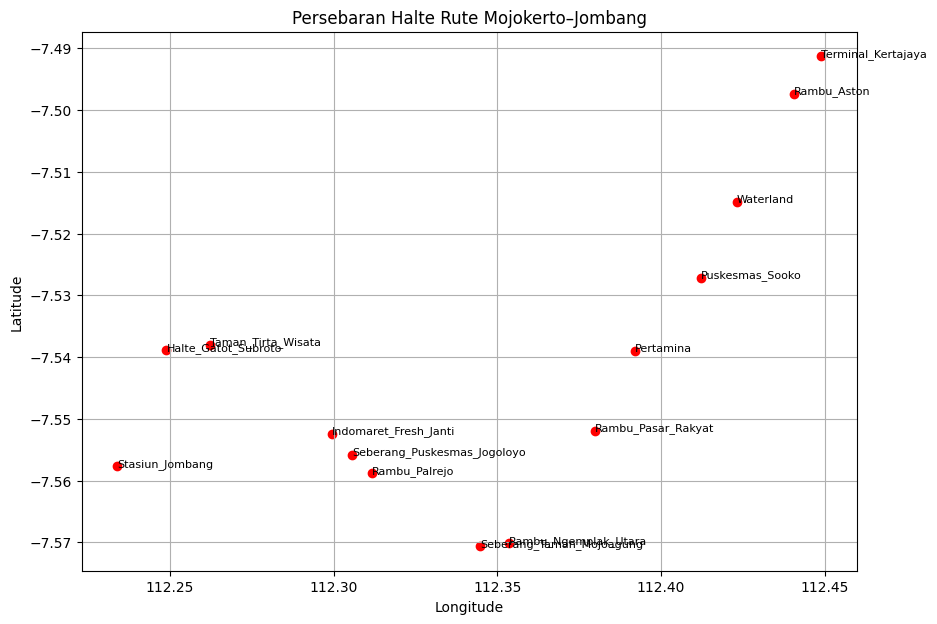 Persebaran Halte Rute Mojokerto–Jombang
−7.49
−7.50
−7.51
−7.52
−7.53
−7.54
−7.55
−7.56
−7.57
Latitude
Terminal_Kertajaya
Rambu_Aston
Waterland
Puskesmas_Sooko
Taman_Tirta_Wisata
Halte_Gatot_Subroto
Pertamina
Rambu_Pasar_Rakyat
Indomaret_Fresh_Janti
Seberang_Puskesmas_Jogoloyo
Stasiun_Jombang
Rambu_Palrejo
Rambu_Ngemplak_Utara
Seberang_Taman_Mojoagung
112.25
112.30
112.35
112.40
112.45
Longitude